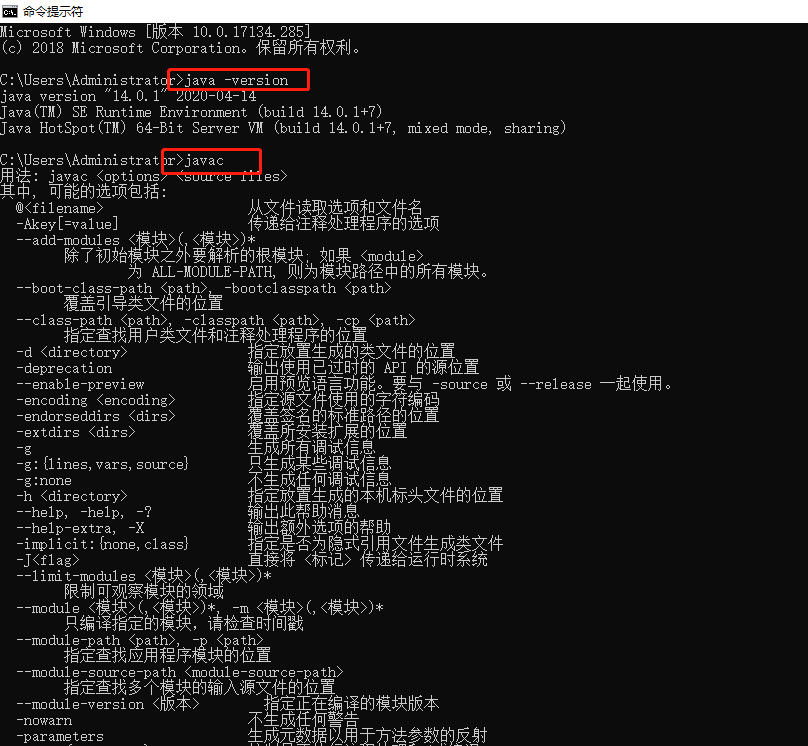 命令提示符
Microsoft Windows [版本 10.0.17134.285]
(c) 2018 Microsoft Corporation。保留所有权利。
C:\Users\Administrator>java -version
java version "14.0.1" 2020-04-14
Java(TM) SE Runtime Environment (build 14.0.1+7)
Java HotSpot(TM) 64-Bit Server VM (build 14.0.1+7, mixed mode, sharing)
C:\Users\Administrator>javac
用法: javac <options> <source files>
其中, 可能的选项包括:
@<filename> 从文件读取选项和文件名
-Akey[=value] 传递给注释处理程序的选项
--add-modules <模块>(,<模块>)*
除了初始模块之外要解析的根模块; 如果 <module>
为 ALL-MODULE-PATH, 则为模块路径中的所有模块。
--boot-class-path <path>, -bootclasspath <path>
覆盖引导类文件的位置
--class-path <path>, -classpath <path>, -cp <path>
指定查找用户类文件和注释处理程序的位置
-d <directory> 指定放置生成的类文件的位置
-deprecation 输出使用已过时的 API 的源位置
--enable-preview 启用预览语言功能。要与 -source 或 --release 一起使用。
-encoding <encoding> 指定源文件使用的字符编码
-endorseddirs <dirs> 覆盖签名的标准路径的位置
-extdirs <dirs> 覆盖所安装扩展的位置
-g 生成所有调试信息
-g:{lines,vars,source} 只生成某些调试信息
-g:none 不生成任何调试信息
-h <directory> 指定放置生成的本机标头文件的位置
--help, -help, -? 输出此帮助消息
--help-extra, -X 输出额外选项的帮助
-implicit:{none,class} 指定是否为隐式引用文件生成类文件
-J<flag> 直接将 <标记> 传递给运行时系统
--limit-modules <模块>(,<模块>)*
限制可观察模块的领域
--module <模块>(,<模块>)*, -m <模块>(,<模块>)*
只编译指定的模块，请检查时间戳
--module-path <path>, -p <path>
指定查找应用程序模块的位置
--module-source-path <module-source-path>
指定查找多个模块的输入源文件的位置
--module-version <版本> 指定正在编译的模块版本
-nowarn 不生成任何警告
-parameters 生成元数据以用于方法参数的反射